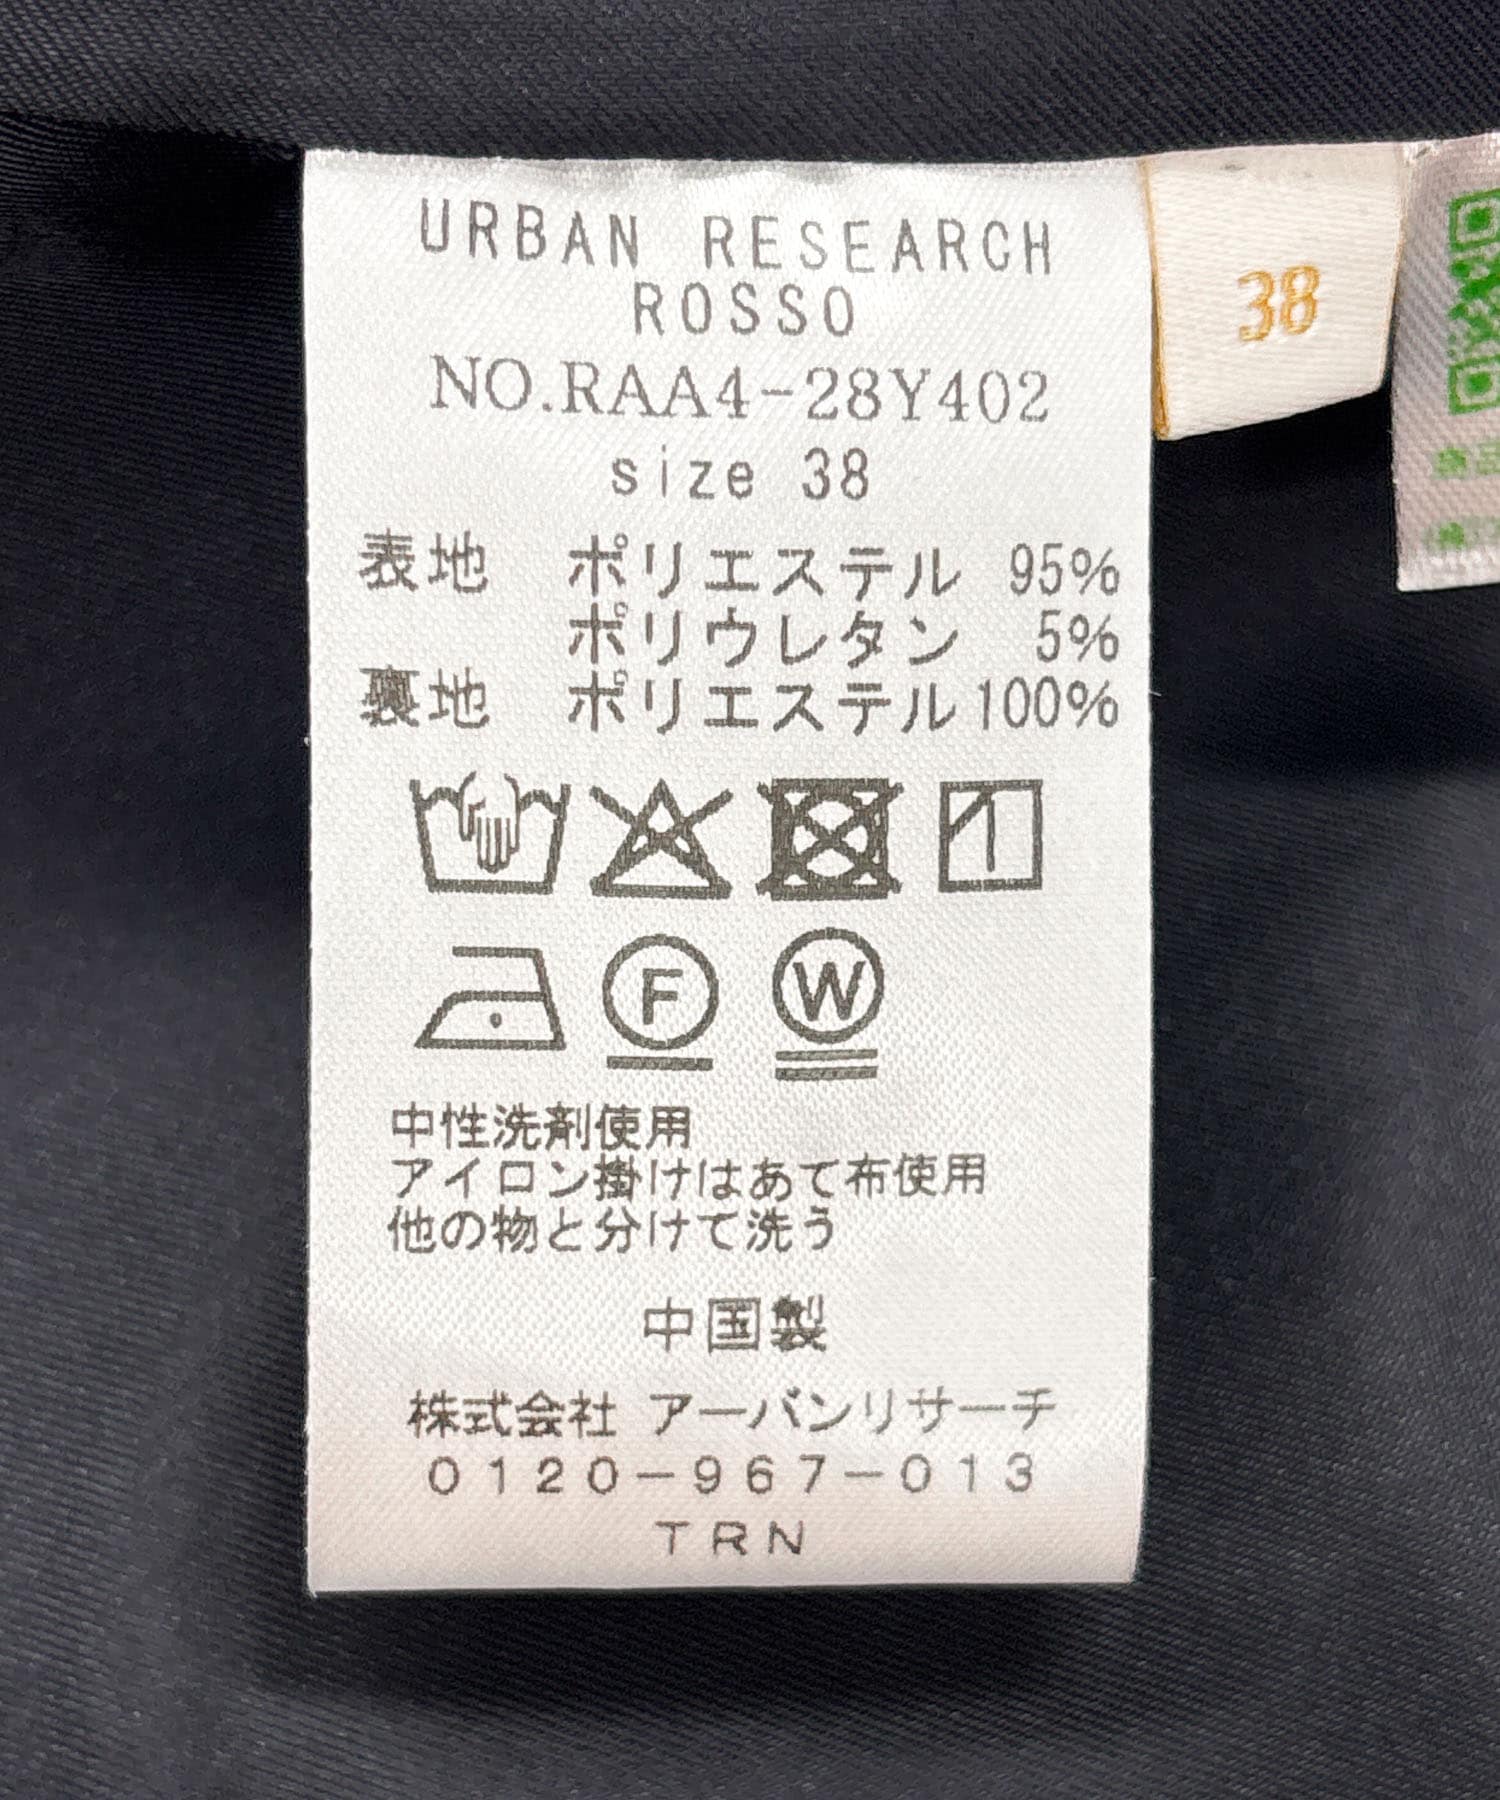 URBAN RESEARCH
ROSSO
NO.RAA4-28Y402
size 38
表地 ポリエステル 95%
ポリウレタン 5%
裏地 ポリエステル 100%
F
W
中性洗剤使用
アイロン掛けはあて布使用
他の物と分けて洗う
中国製
株式会社 アーバンリサーチ
0120-967-013
TRN
38